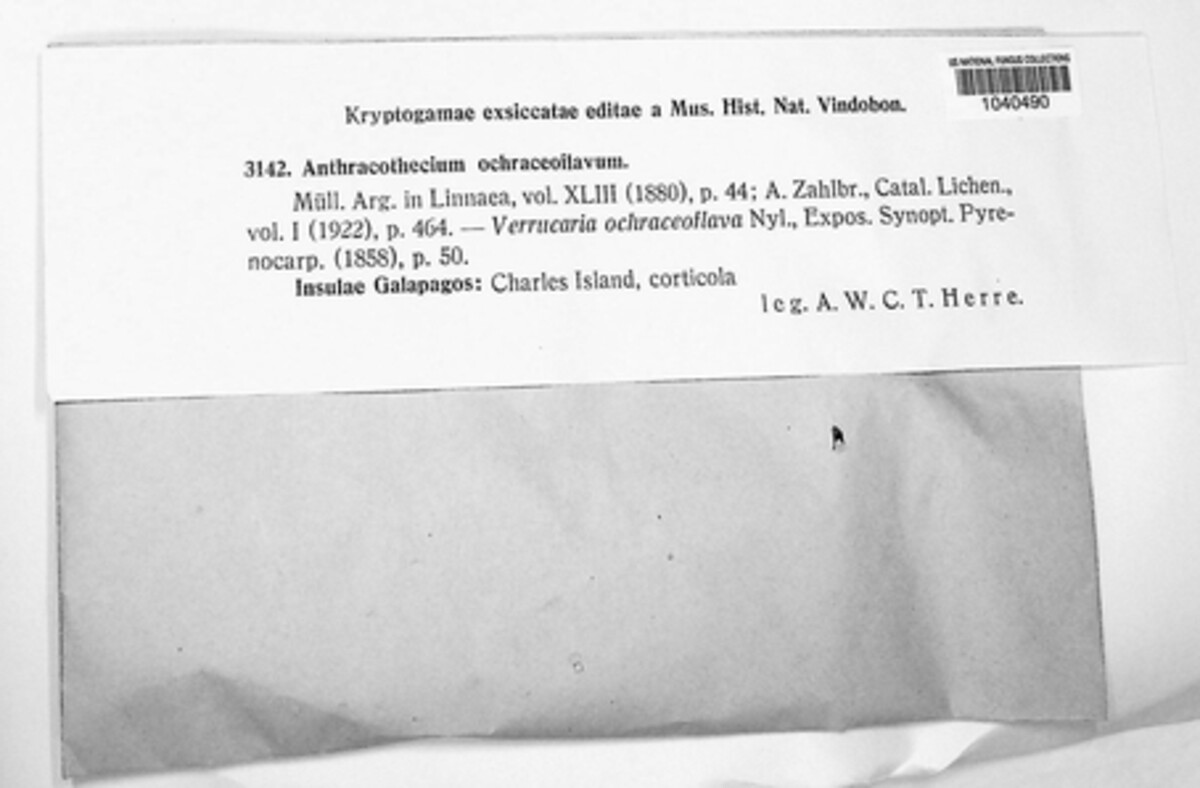 US NATIONAL FUNGUS COLLECTIONS
1040490
Kryptogamae exsiccatae editae a Mus. Hist. Nat. Vindobon.
3142. Anthracothecium ochraceoflavum.
Müll. Arg. in Linnaea, vol. XLIII (1880), p. 44; A. Zahlbr., Catal. Lichen.,
vol. I (1922), p. 464. — Verrucaria ochraceoflava Nyl., Expos. Synopt. Pyre-
nocarp. (1858), p. 50.
Insulae Galapagos: Charles Island, corticola
leg. A. W. C. T. Herre.